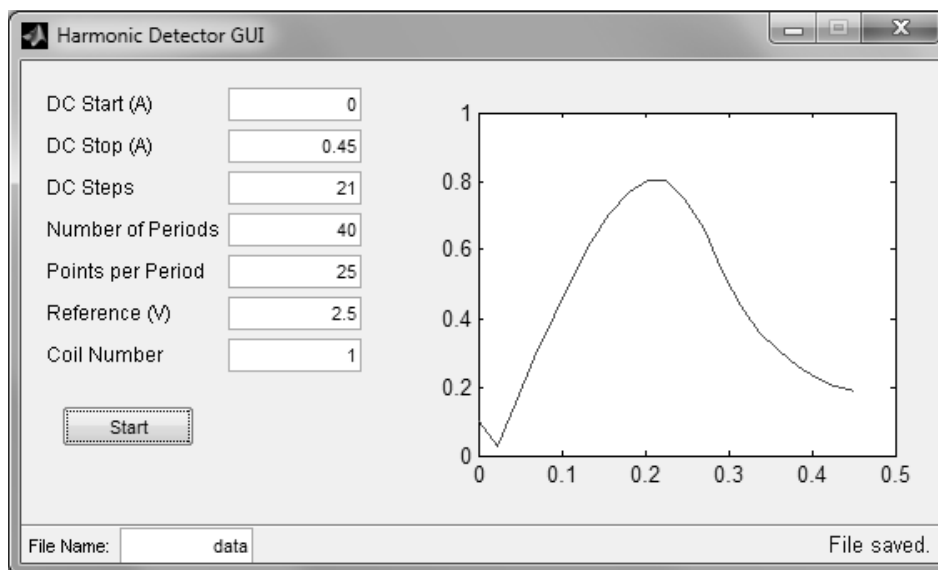 Harmonic Detector GUI
DC Start (A) 0
DC Stop (A) 0.45
DC Steps 21
Number of Periods 40
Points per Period 25
Reference (V) 2.5
Coil Number 1
Start
1
0.8
0.6
0.4
0.2
0
0 0.1 0.2 0.3 0.4 0.5
File Name: data
File saved.